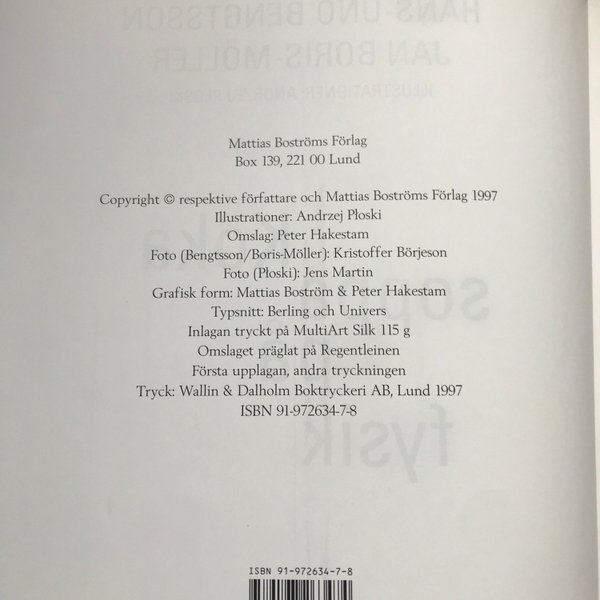 HANS-UNO BENGTSSON
JAN BORIS-MÖLLER
ILLUSTRATIONER: ANDRZEJ PŁOSKI
Mattias Boströms Förlag
Box 139, 221 00 Lund
Copyright © respektive författare och Mattias Boströms Förlag 1997
Illustrationer: Andrzej Płoski
Omslag: Peter Hakestam
Foto (Bengtsson/Boris-Möller): Kristoffer Börjeson
Foto (Płoski): Jens Martin
Grafisk form: Mattias Boström & Peter Hakestam
Typsnitt: Berling och Univers
Inlagan tryckt på MultiArt Silk 115 g
Omslaget präglat på Regentleinen
Första upplagan, andra tryckningen
Tryck: Wallin & Dalholm Boktryckeri AB, Lund 1997
ISBN 91-972634-7-8
fysik
ISBN 91-972634-7-8